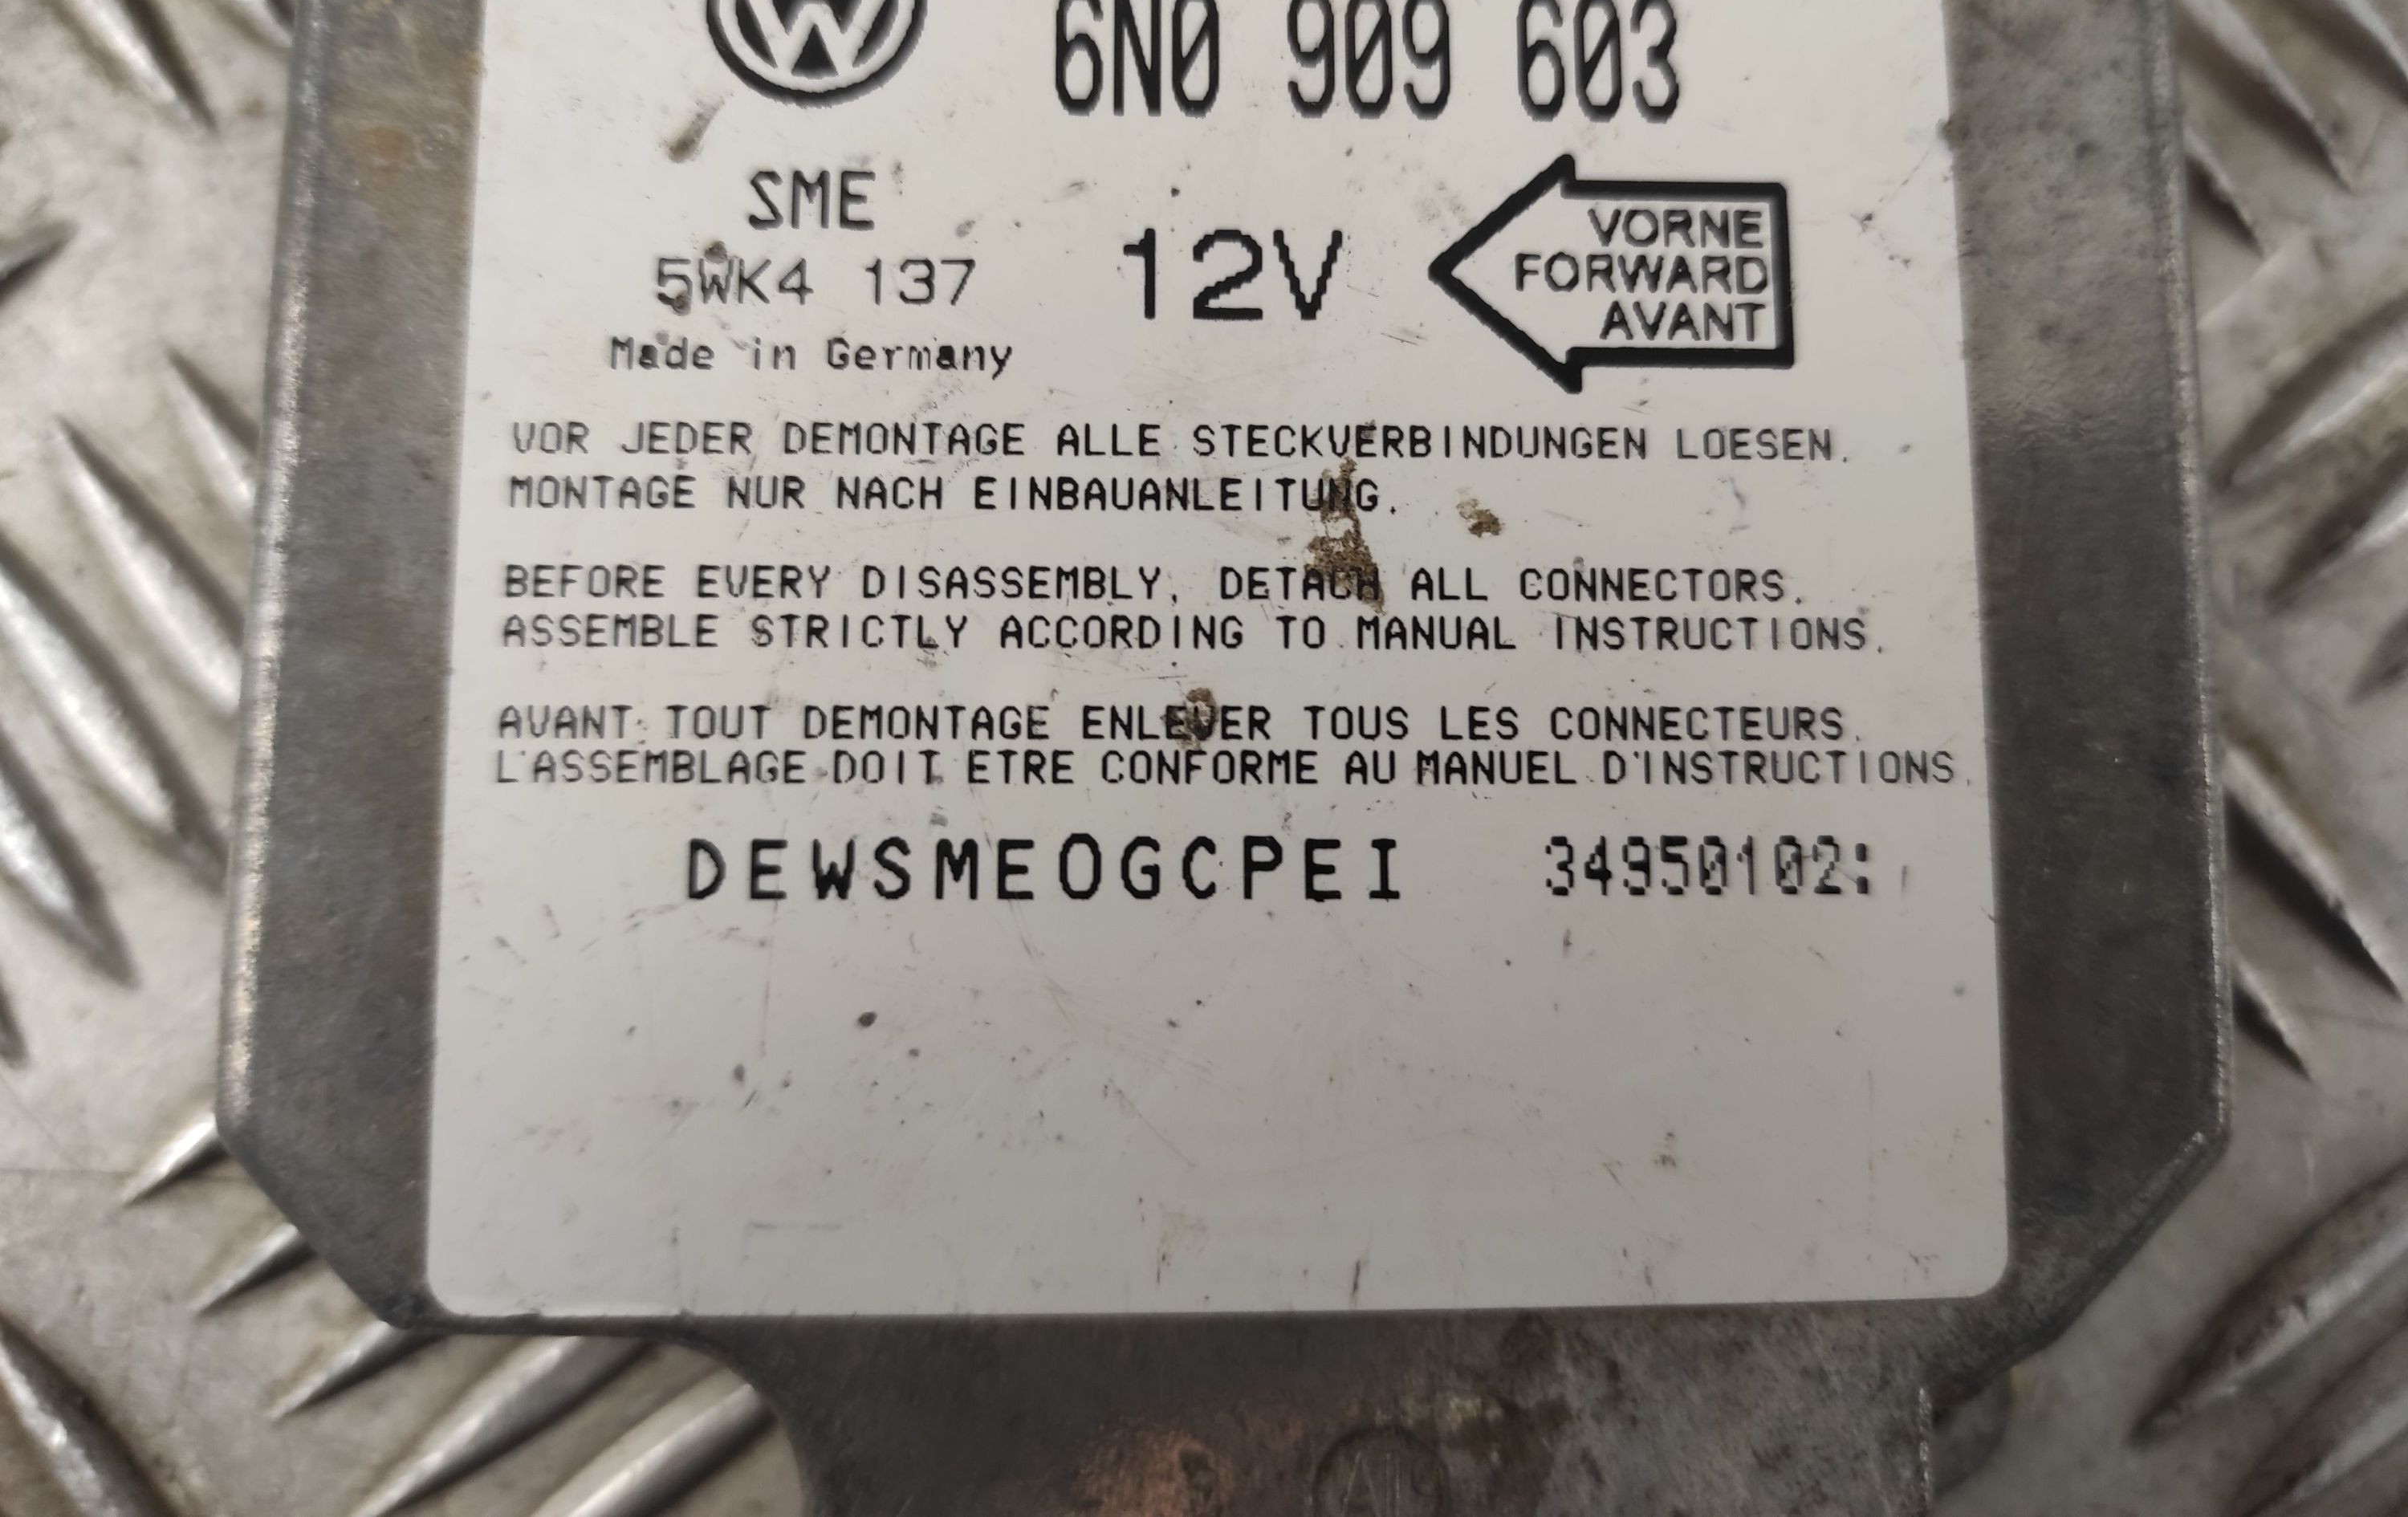 6N0 909 603
SME
5WK4 137
Made in Germany
12V
VORNE
FORWARD
AVANT
VOR JEDER DEMONTAGE ALLE STECKVERBINDUNGEN LOESEN.
MONTAGE NUR NACH EINBAUANLEITUNG.
BEFORE EVERY DISASSEMBLY, DETACH ALL CONNECTORS.
ASSEMBLE STRICTLY ACCORDING TO MANUAL INSTRUCTIONS.
AVANT TOUT DEMONTAGE ENLEVER TOUS LES CONNECTEURS.
L'ASSEMBLAGE DOIT ETRE CONFORME AU MANUEL D'INSTRUCTIONS.
DEWSMEOGCPEI 34950102: